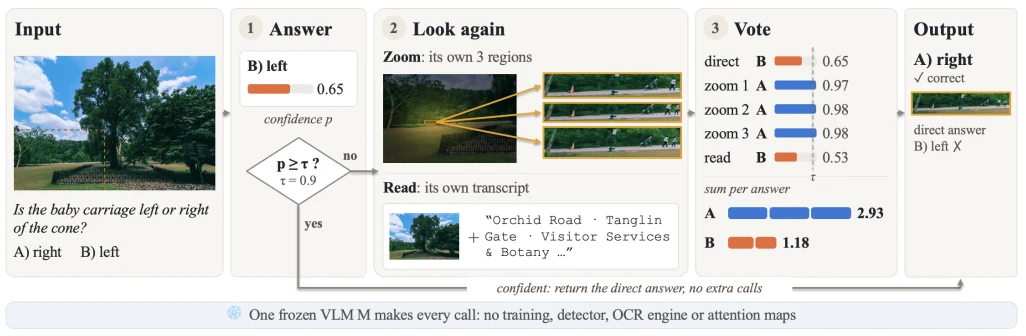 Input
Is the baby carriage left or right
of the cone?
A) right B) left
1 Answer
B) left
0.65
confidence p
p ≥ τ ?
τ = 0.9
no
yes
2 Look again
Zoom: its own 3 regions
Read: its own transcript
+ “Orchid Road · Tanglin
Gate · Visitor Services
& Botany …”
3 Vote
direct B 0.65
zoom 1 A 0.97
zoom 2 A 0.98
zoom 3 A 0.98
read B 0.53
τ
sum per answer
A 2.93
B 1.18
Output
A) right
✓ correct
direct answer
B) left ✗
confident: return the direct answer, no extra calls
One frozen VLM M makes every call: no training, detector, OCR engine or attention maps